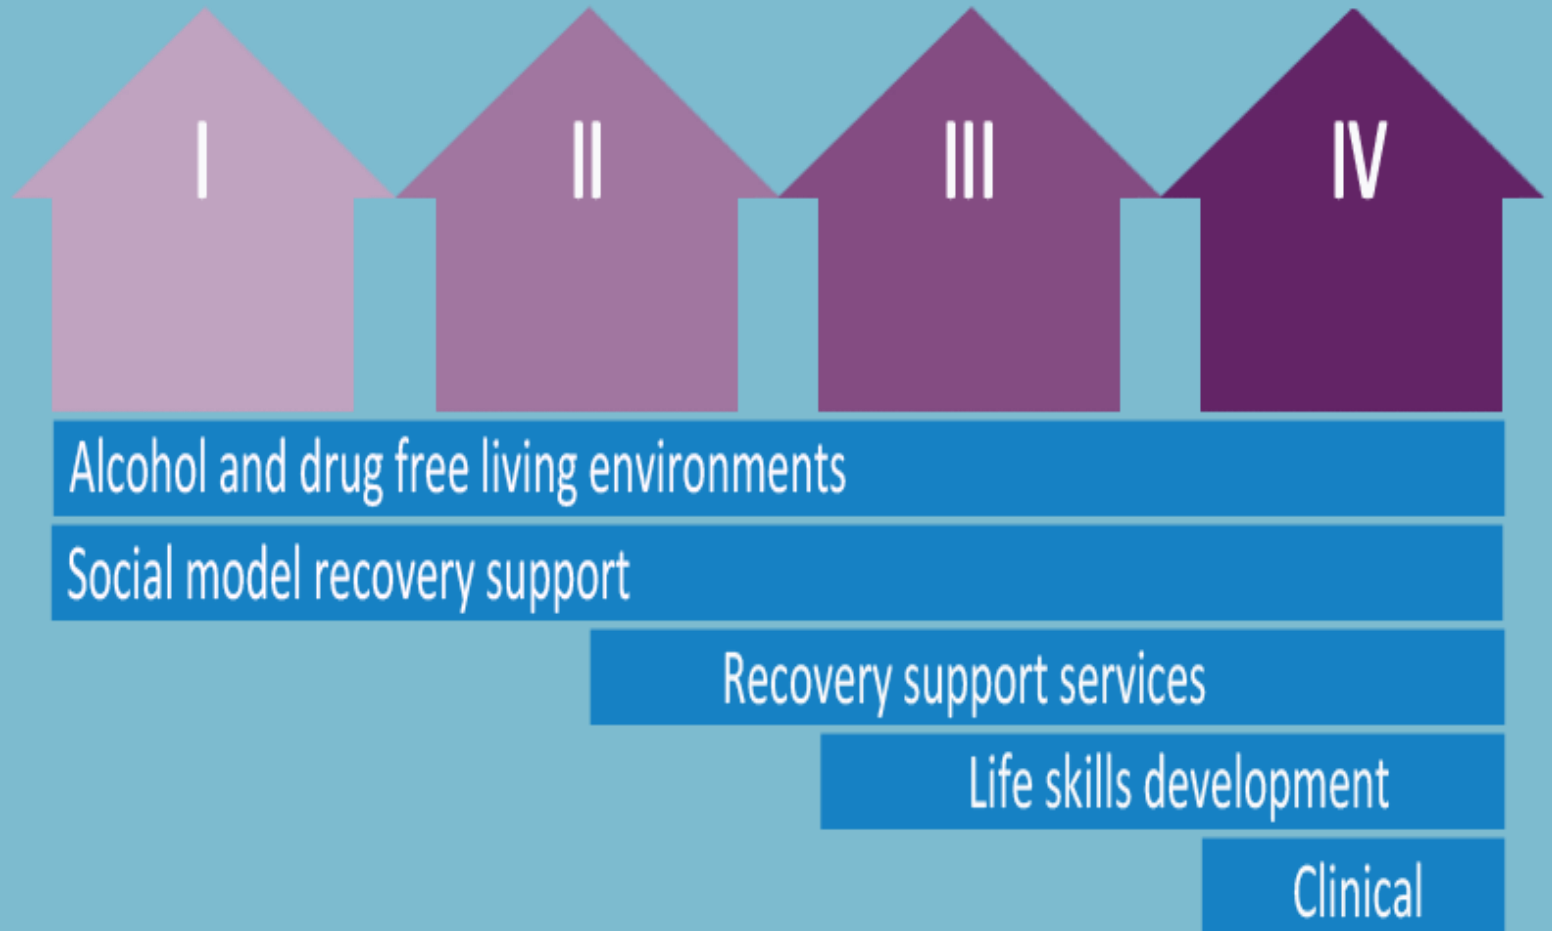 I
II
III
IV
Alcohol and drug free living environments
Social model recovery support
Recovery support services
Life skills development
Clinical